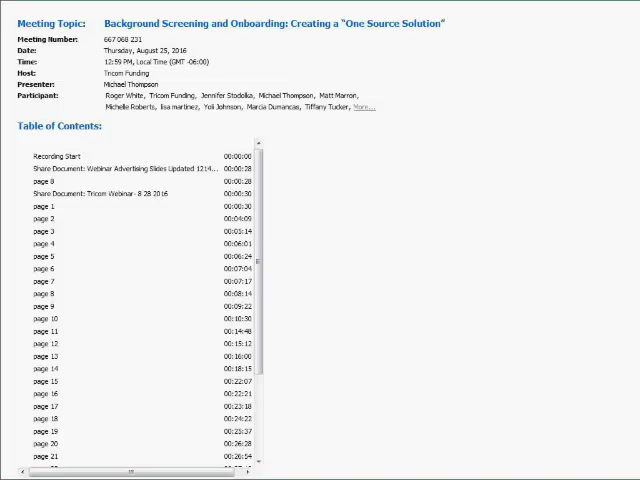 Meeting Topic: Background Screening and Onboarding: Creating a “One Source Solution”
Meeting Number: 667 068 231
Date: Thursday, August 25, 2016
Time: 12:59 PM, Local Time (GMT -06:00)
Host: Tricom Funding
Presenter: Michael Thompson
Participant: Roger White, Tricom Funding, Jennifer Stodolka, Michael Thompson, Matt Marron,
Michelle Roberts, lisa martinez, Yoli Johnson, Marcia Dumancas, Tiffany Tucker, More...
Table of Contents:
Recording Start 00:00:00
Share Document: Webinar Advertising Slides Updated 1214... 00:00:28
page 8 00:00:28
Share Document: Tricom Webinar- 8 28 2016 00:00:30
page 1 00:00:30
page 2 00:04:09
page 3 00:05:14
page 4 00:06:01
page 5 00:06:24
page 6 00:07:04
page 7 00:07:17
page 8 00:08:14
page 9 00:09:22
page 10 00:10:30
page 11 00:14:48
page 12 00:15:12
page 13 00:16:00
page 14 00:18:15
page 15 00:22:07
page 16 00:22:21
page 17 00:23:18
page 18 00:24:22
page 19 00:25:37
page 20 00:26:28
page 21 00:26:54